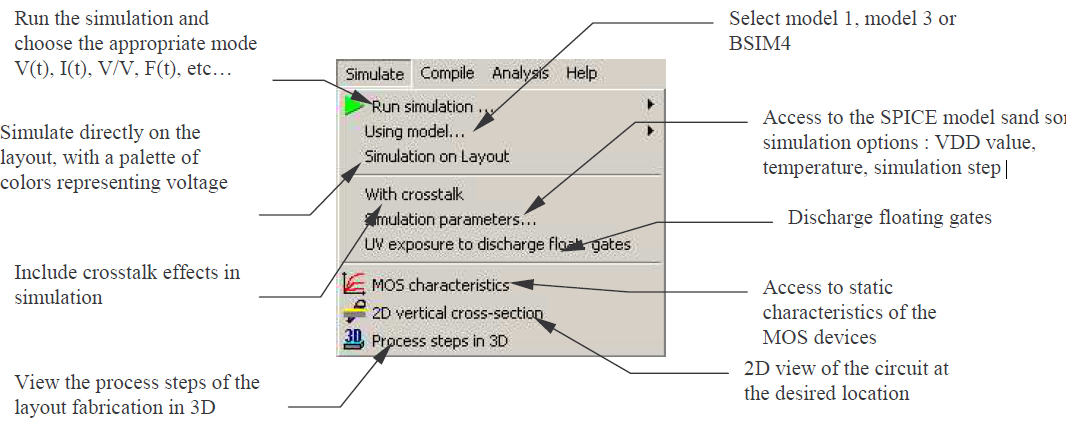 Run the simulation and
choose the appropriate mode
V(t), I(t), V/V, F(t), etc…
Select model 1, model 3 or
BSIM4
Simulate Compile Analysis Help
Run simulation ...
Using model...
Simulation on Layout
With crosstalk
Simulation parameters...
UV exposure to discharge float. gates
MOS characteristics
2D vertical cross-section
3D Process steps in 3D
Simulate directly on the
layout, with a palette of
colors representing voltage
Access to the SPICE model sand
simulation options : VDD value,
temperature, simulation step
Discharge floating gates
Include crosstalk effects in
simulation
Access to static
characteristics of the
MOS devices
View the process steps of the
layout fabrication in 3D
2D view of the circuit at
the desired location